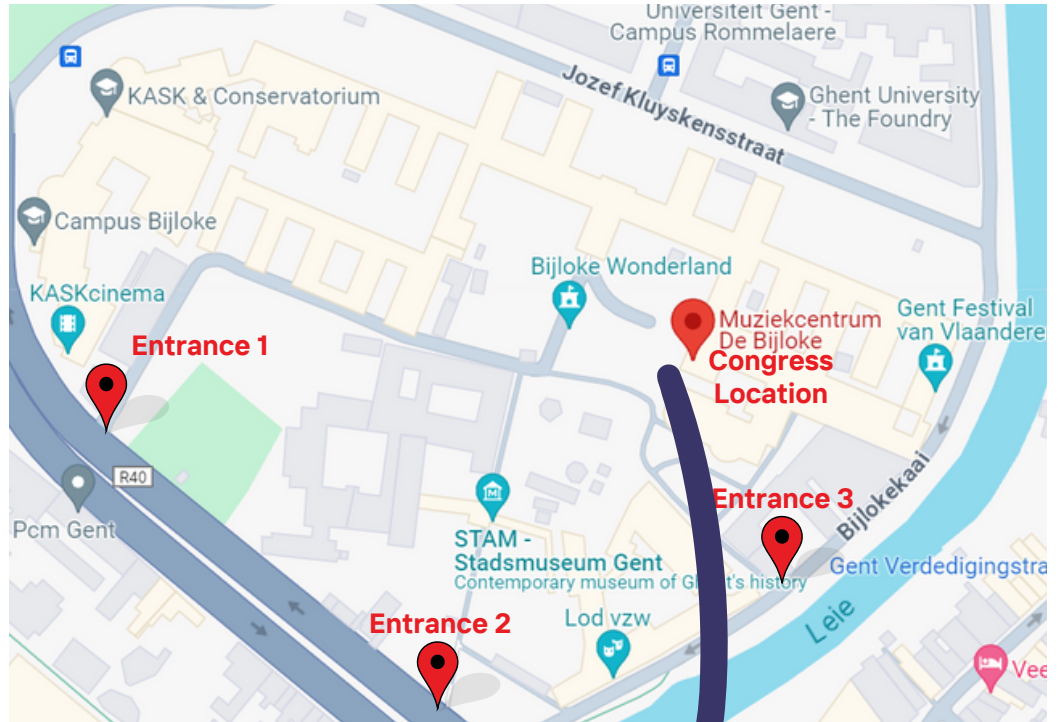 Universiteit Gent -
Campus Rommelaere
KASK & Conservatorium
Jozef Kluyskensstraat
Ghent University
- The Foundry
Campus Bijloke
Bijloke Wonderland
KASKcinema
Gent Festival
van Vlaandere
Muziekcentrum
De Bijloke
Entrance 1
Congress
Location
R40
Pcm Gent
Entrance 3
Bijlokekaai
STAM -
Stadsmuseum Gent
Contemporary museum of Gh t's history
Gent Verdedigingstra
Leie
Lod vzw
Entrance 2
Vee